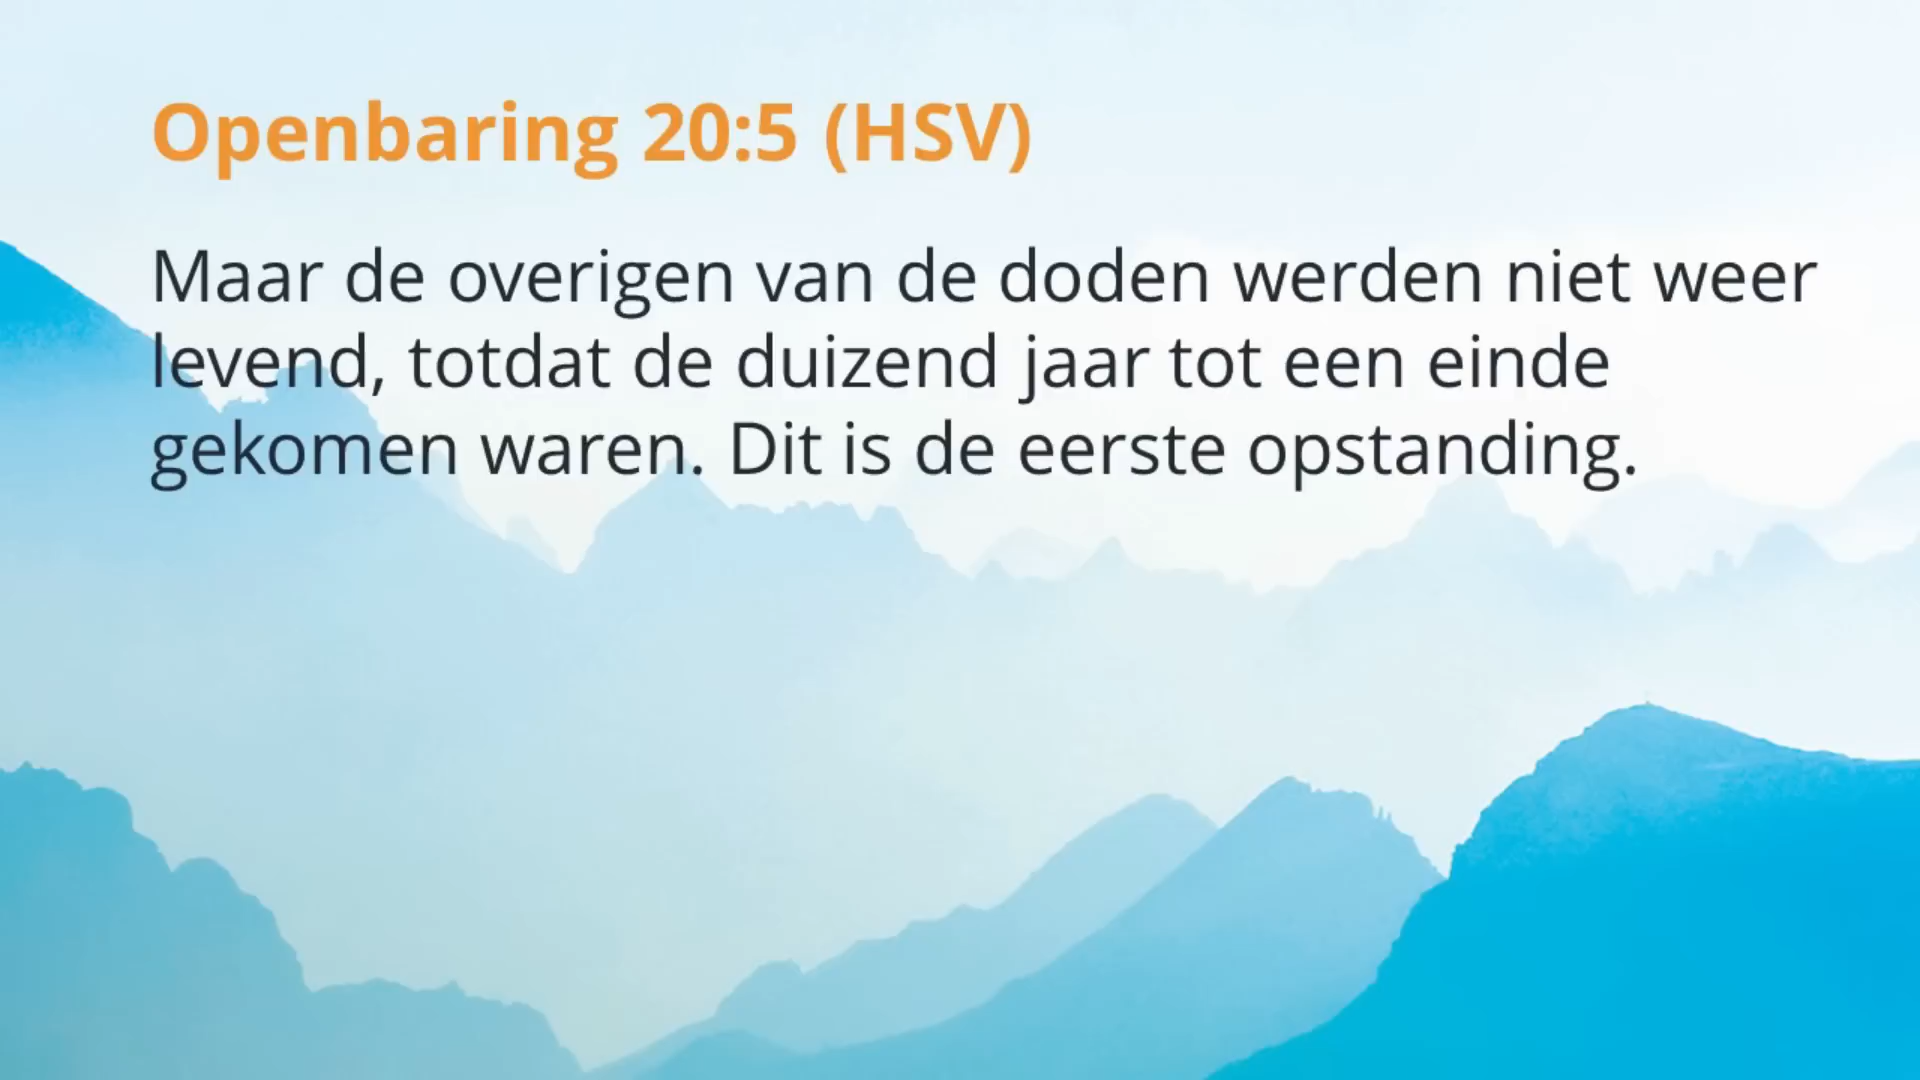 Openbaring 20:5 (HSV)
Maar de overigen van de doden werden niet weer
levend, totdat de duizend jaar tot een einde
gekomen waren. Dit is de eerste opstanding.